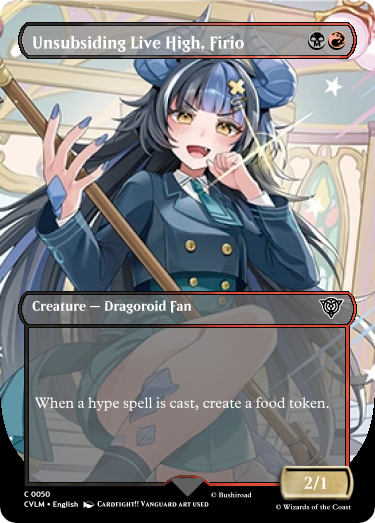 Unsubsiding Live High, Firio
Creature — Dragoroid Fan
When a hype spell is cast, create a food token.
2/1
C 0050
© Bushiroad
CVLM • English
CARDFIGHT!! VANGUARD ART USED
© Wizards of the Coast